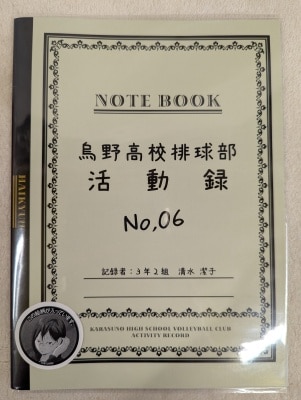 NOTE BOOK
烏野高校排球部
活動録
No,06
記録者:3年2組 清水 潔子
KARASUNO HIGH SCHOOL VOLLEYBALL CLUB
ACTIVITY RECORD